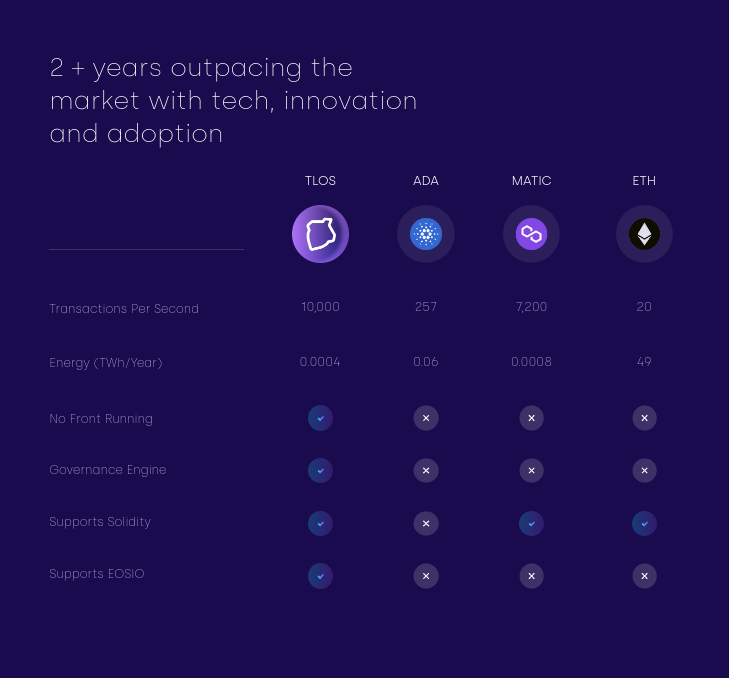 2 + years outpacing the
market with tech, innovation
and adoption
TLOS ADA MATIC ETH
Transactions Per Second 10,000 257 7,200 20
Energy (TWh/Year) 0.0004 0.06 0.0008 49
No Front Running
Governance Engine
Supports Solidity
Supports EOSIO